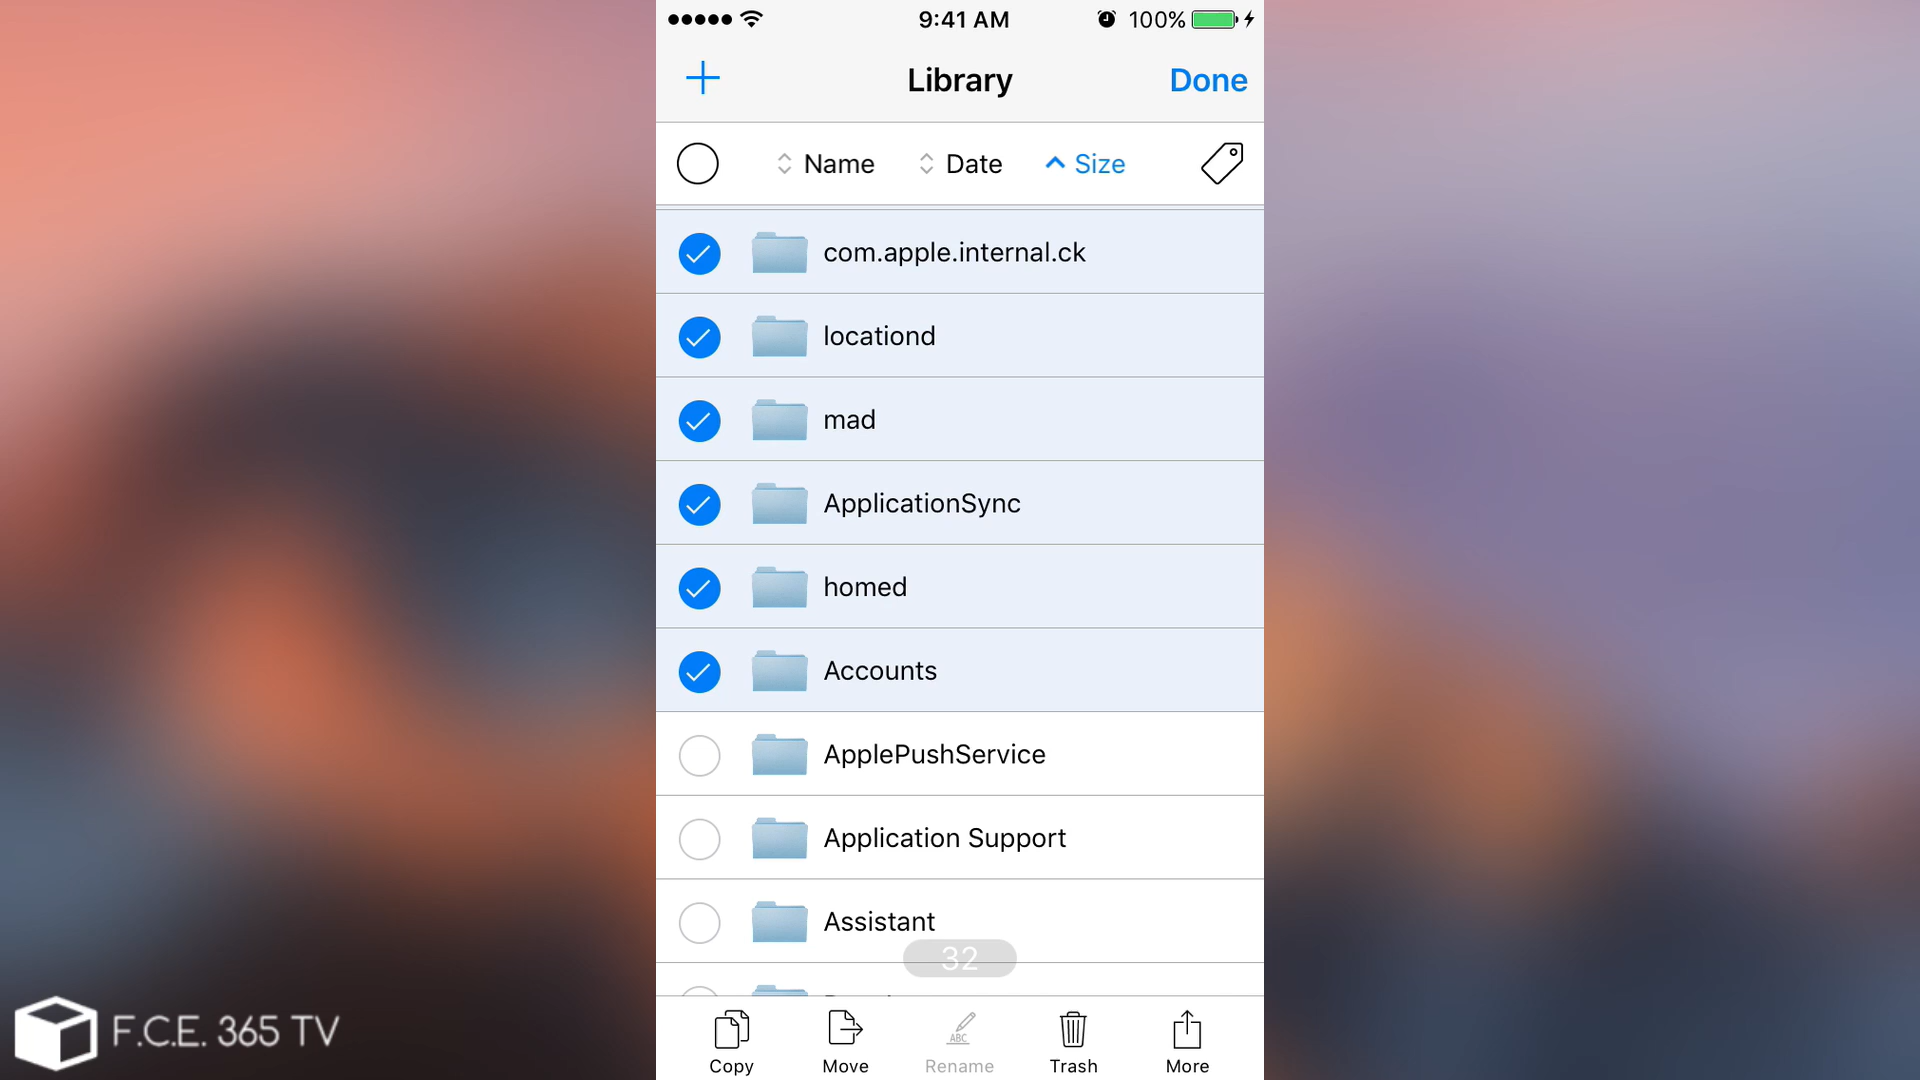 9:41 AM
100%
Library
Done
Name
Date
Size
com.apple.internal.ck
locationd
mad
ApplicationSync
homed
Accounts
ApplePushService
Application Support
Assistant
32
ABC
Copy
Move
Rename
Trash
More
F.C.E. 365 TV